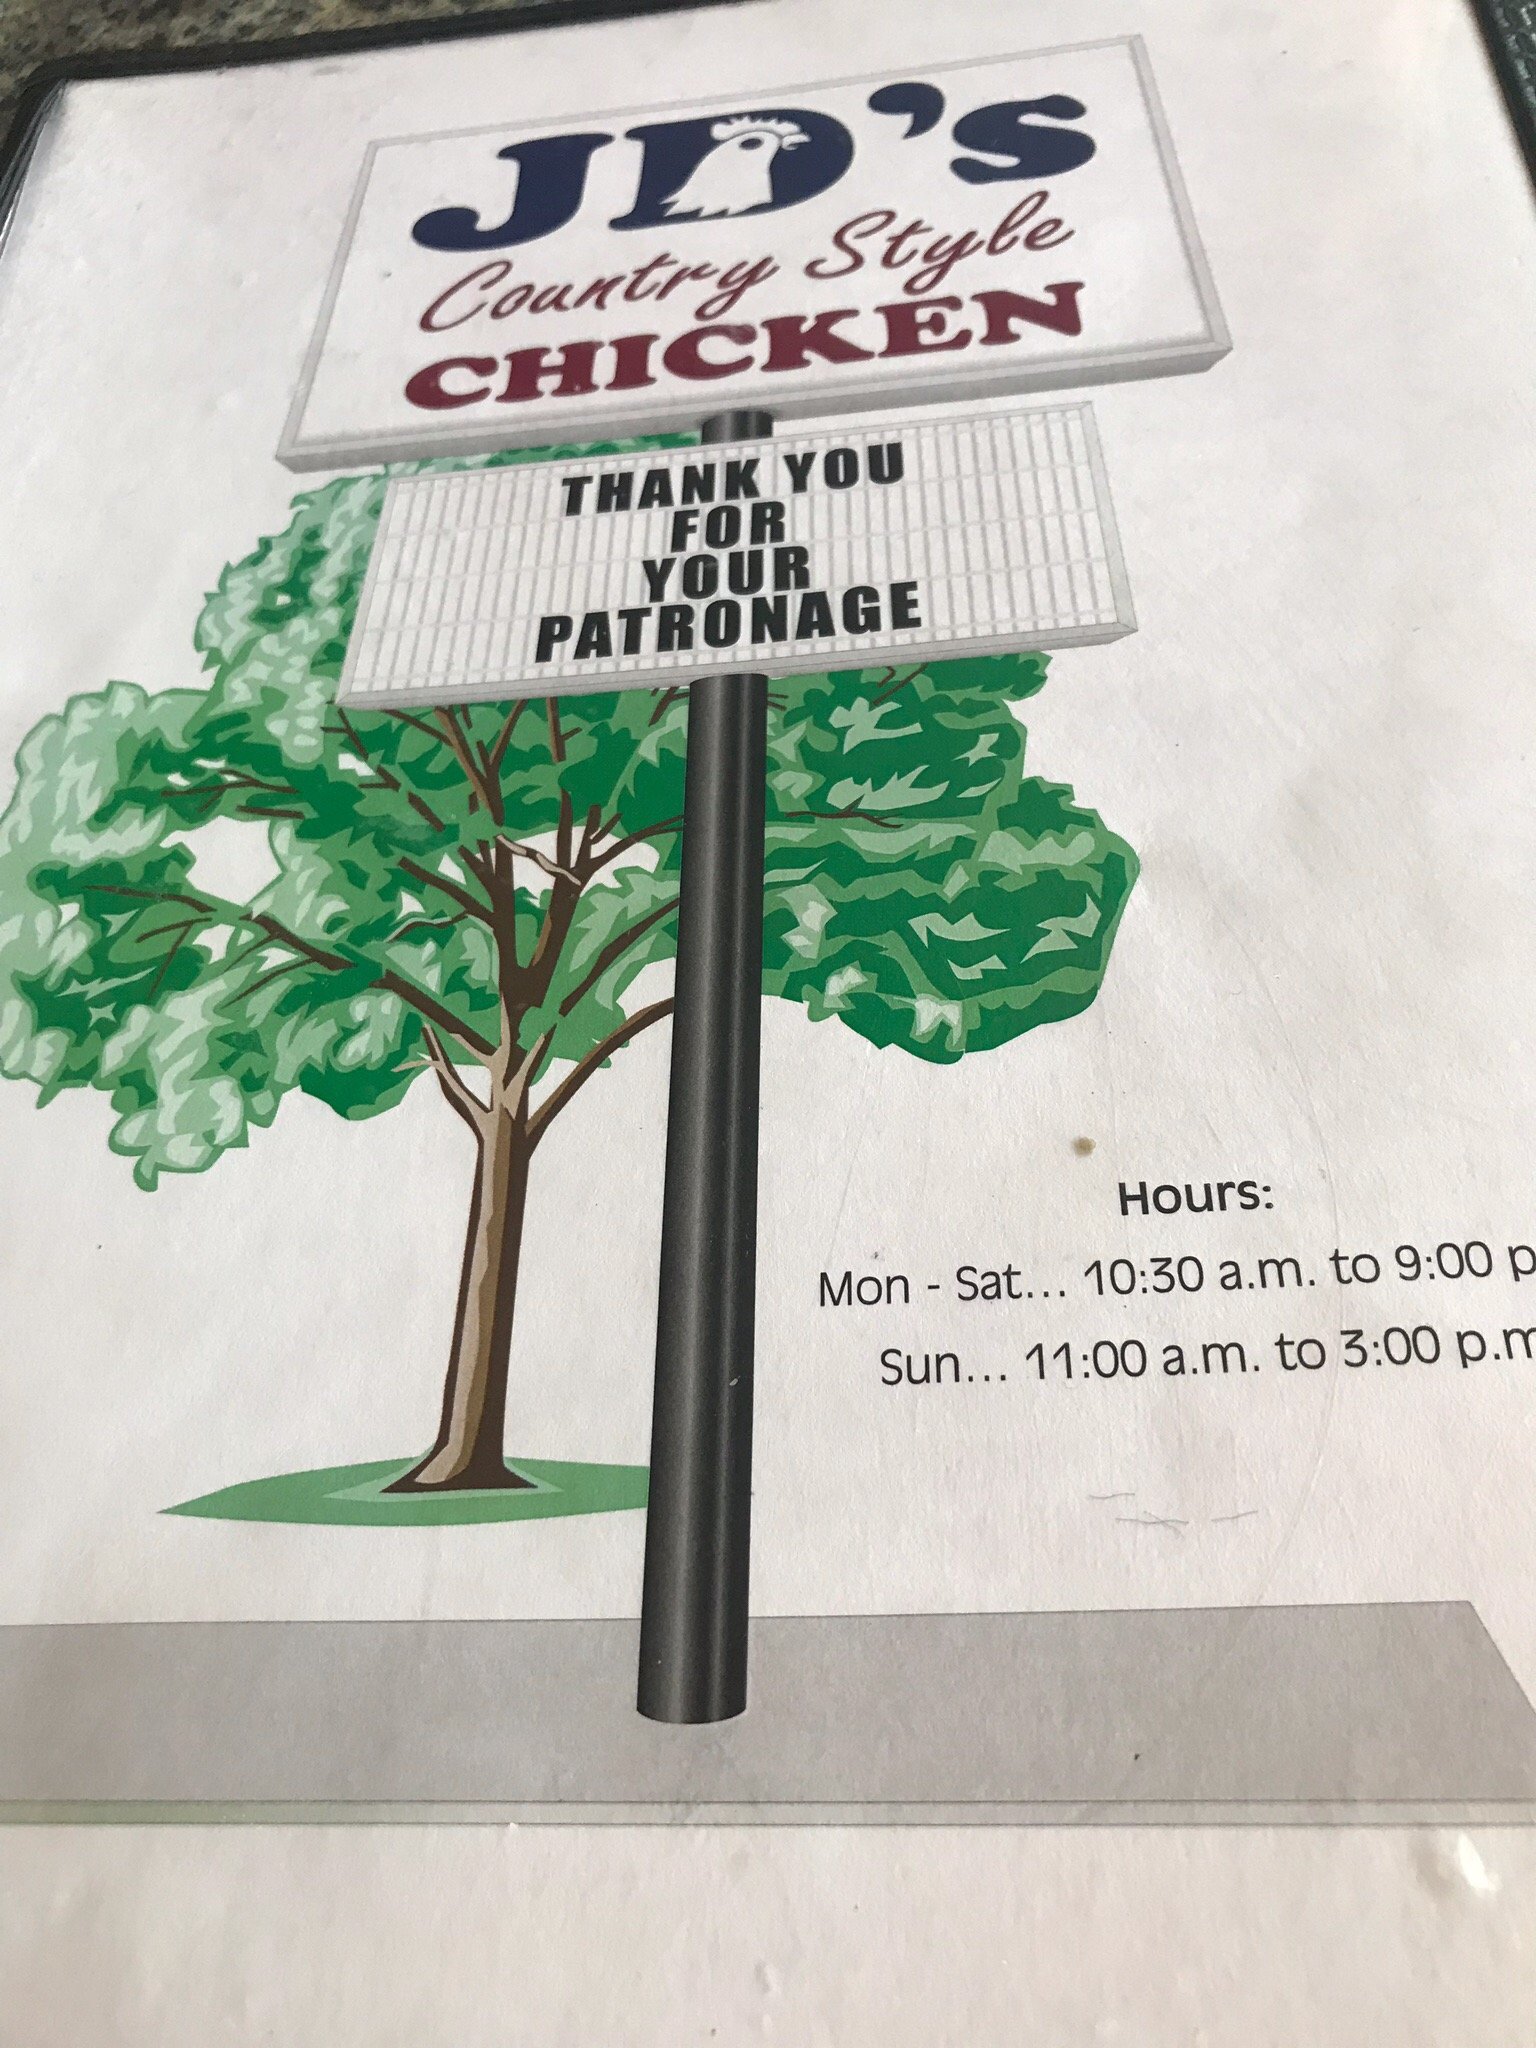 JD's
Country Style
CHICKEN
THANK YOU
FOR
YOUR
PATRONAGE
Hours:
Mon - Sat... 10:30 a.m. to 9:00 p
Sun... 11:00 a.m. to 3:00 p.m